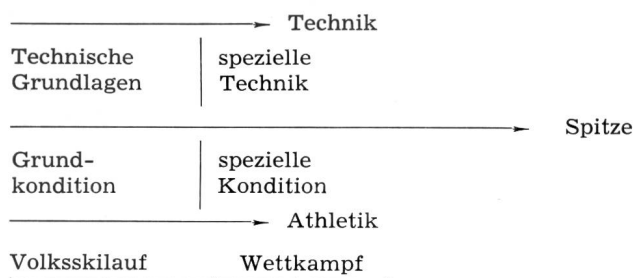 Technik
Technische spezielle
Grundlagen Technik
Spitze
Grund- spezielle
kondition Kondition
Athletik
Volksskilauf Wettkampf